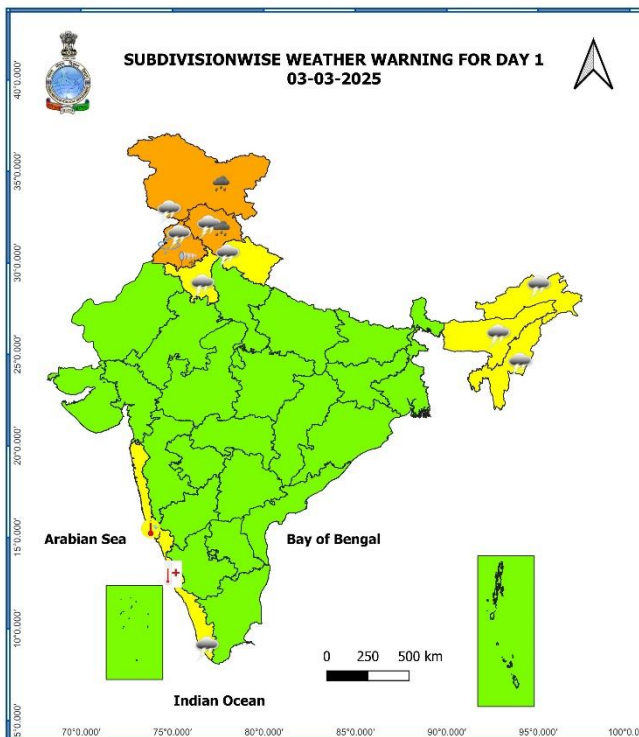 SUBDIVISIONWISE WEATHER WARNING FOR DAY 1
03-03-2025
40°0.000'
35°0.000'
30°0.000'
25°0.000'
20°0.000'
15°0.000'
10°0.000'
5°0.000'
Arabian Sea
Bay of Bengal
Indian Ocean
0 250 500 km
70°0.000' 75°0.000' 80°0.000' 85°0.000' 90°0.000' 95°0.000' 100°0.000'